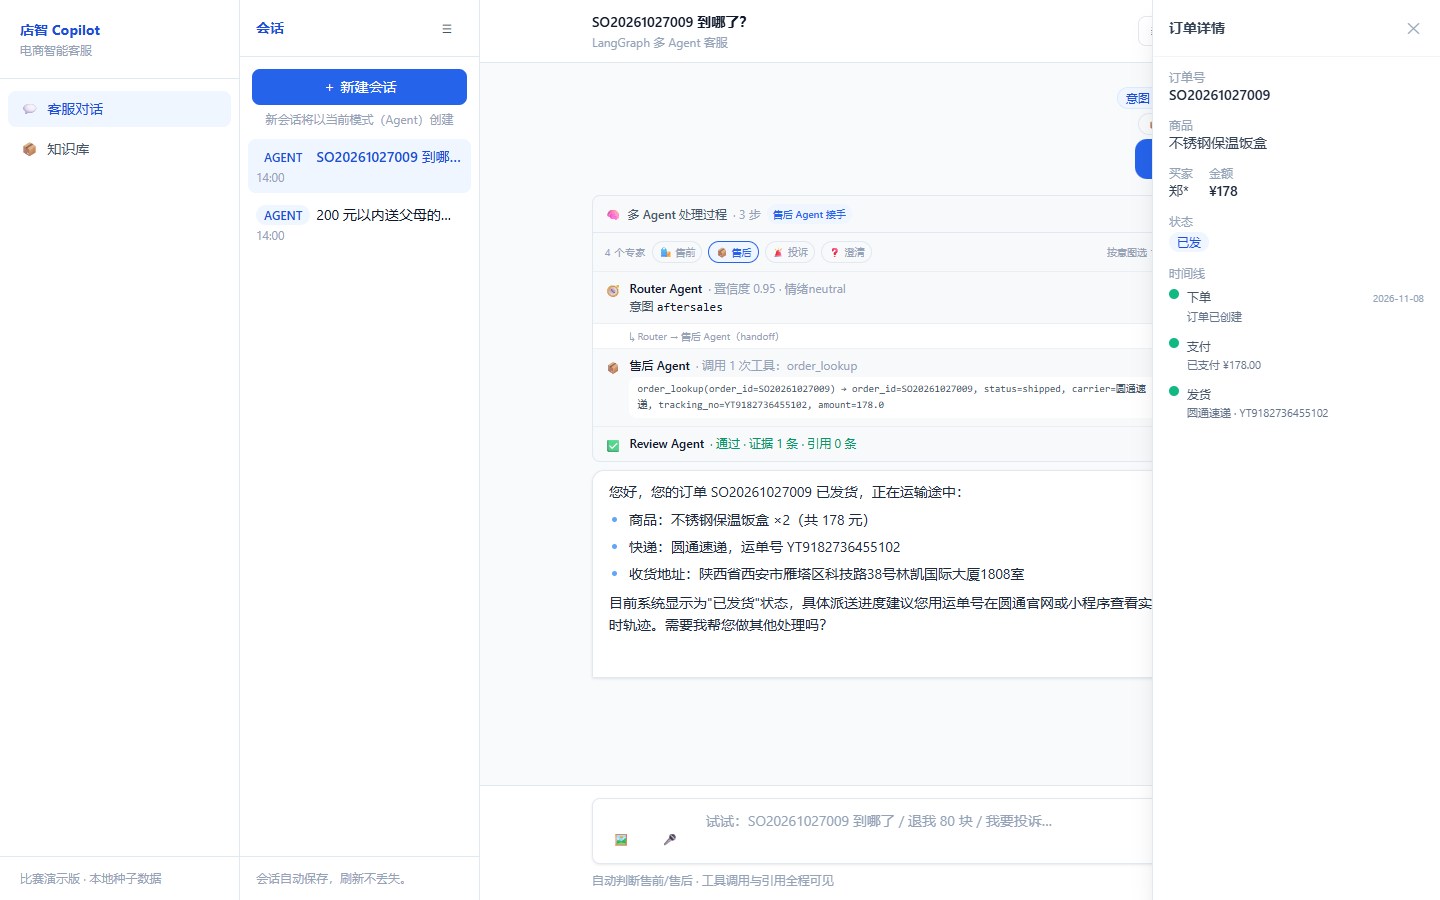 店智 Copilot
电商智能客服
客服对话
知识库
比赛演示版 · 本地种子数据
会话
☰
+ 新建会话
新会话将以当前模式（Agent）创建
AGENT SO20261027009 到哪...
14:00
AGENT 200 元以内送父母的...
14:00
会话自动保存，刷新不丢失。
SO20261027009 到哪了？
LangGraph 多 Agent 客服
意图
多 Agent 处理过程 · 3 步 售后 Agent 接手
4 个专家 售前 售后 投诉 澄清 按意图选
Router Agent · 置信度 0.95 · 情绪neutral
意图 aftersales
↳ Router → 售后 Agent（handoff）
售后 Agent · 调用 1 次工具：order_lookup
order_lookup(order_id=SO20261027009) → order_id=SO20261027009, status=shipped, carrier=圆通速
递, tracking_no=YT9182736455102, amount=178.0
Review Agent · 通过 · 证据 1 条 · 引用 0 条
您好，您的订单 SO20261027009 已发货，正在运输途中：
• 商品：不锈钢保温饭盒 ×2（共 178 元）
• 快递：圆通速递，运单号 YT9182736455102
• 收货地址：陕西省西安市雁塔区科技路38号林凯国际大厦1808室
目前系统显示为"已发货"状态，具体派送进度建议您用运单号在圆通官网或小程序查看实
时轨迹。需要我帮您做其他处理吗？
试试：SO20261027009 到哪了 / 退我 80 块 / 我要投诉...
自动判断售前/售后 · 工具调用与引用全程可见
订单详情
订单号
SO20261027009
商品
不锈钢保温饭盒
买家 金额
郑* ¥178
状态
已发
时间线
下单 2026-11-08
订单已创建
支付
已支付 ¥178.00
发货
圆通速递 · YT9182736455102